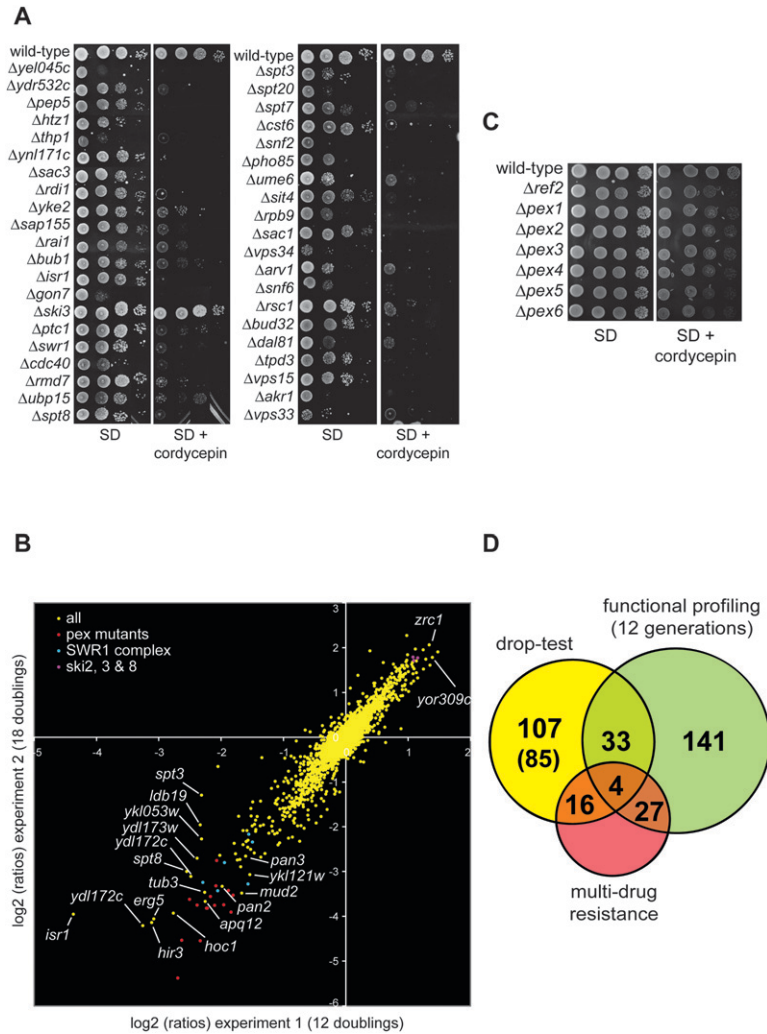 A
wild-type
Δyel045c
Δydr532c
Δpep5
Δhtz1
Δthp1
Δynl171c
Δsac3
Δrdi1
Δyke2
Δsap155
Δrai1
Δbub1
Δisr1
Δgon7
Δski3
Δptc1
Δswr1
Δcdc40
Δrmd7
Δubp15
Δspt8
SD
SD +
cordycepin
wild-type
Δspt3
Δspt20
Δspt7
Δcst6
Δsnf2
Δpho85
Δume6
Δsit4
Δrpb9
Δsac1
Δvps34
Δarv1
Δsnf6
Δrsc1
Δbud32
Δdal81
Δtpd3
Δvps15
Δakr1
Δvps33
SD
SD +
cordycepin
C
wild-type
Δref2
Δpex1
Δpex2
Δpex3
Δpex4
Δpex5
Δpex6
SD
SD +
cordycepin
B
all
pex mutants
SWR1 complex
ski2, 3 & 8
3
2
1
-5
-4
-3
-2
-1
0
1
2
-1
-2
-3
-4
-5
-6
zrc1
yor309c
spt3
ldb19
ykl053w
ydl173w
ydl172c
spt8
tub3
ydl172c
erg5
isr1
hir3
hoc1
apq12
pan2
mud2
ykl121w
pan3
log2 (ratios) experiment 2 (18 doublings)
log2 (ratios) experiment 1 (12 doublings)
D
functional profiling
(12 generations)
drop-test
107
(85)
33
141
4
16
27
multi-drug
resistance